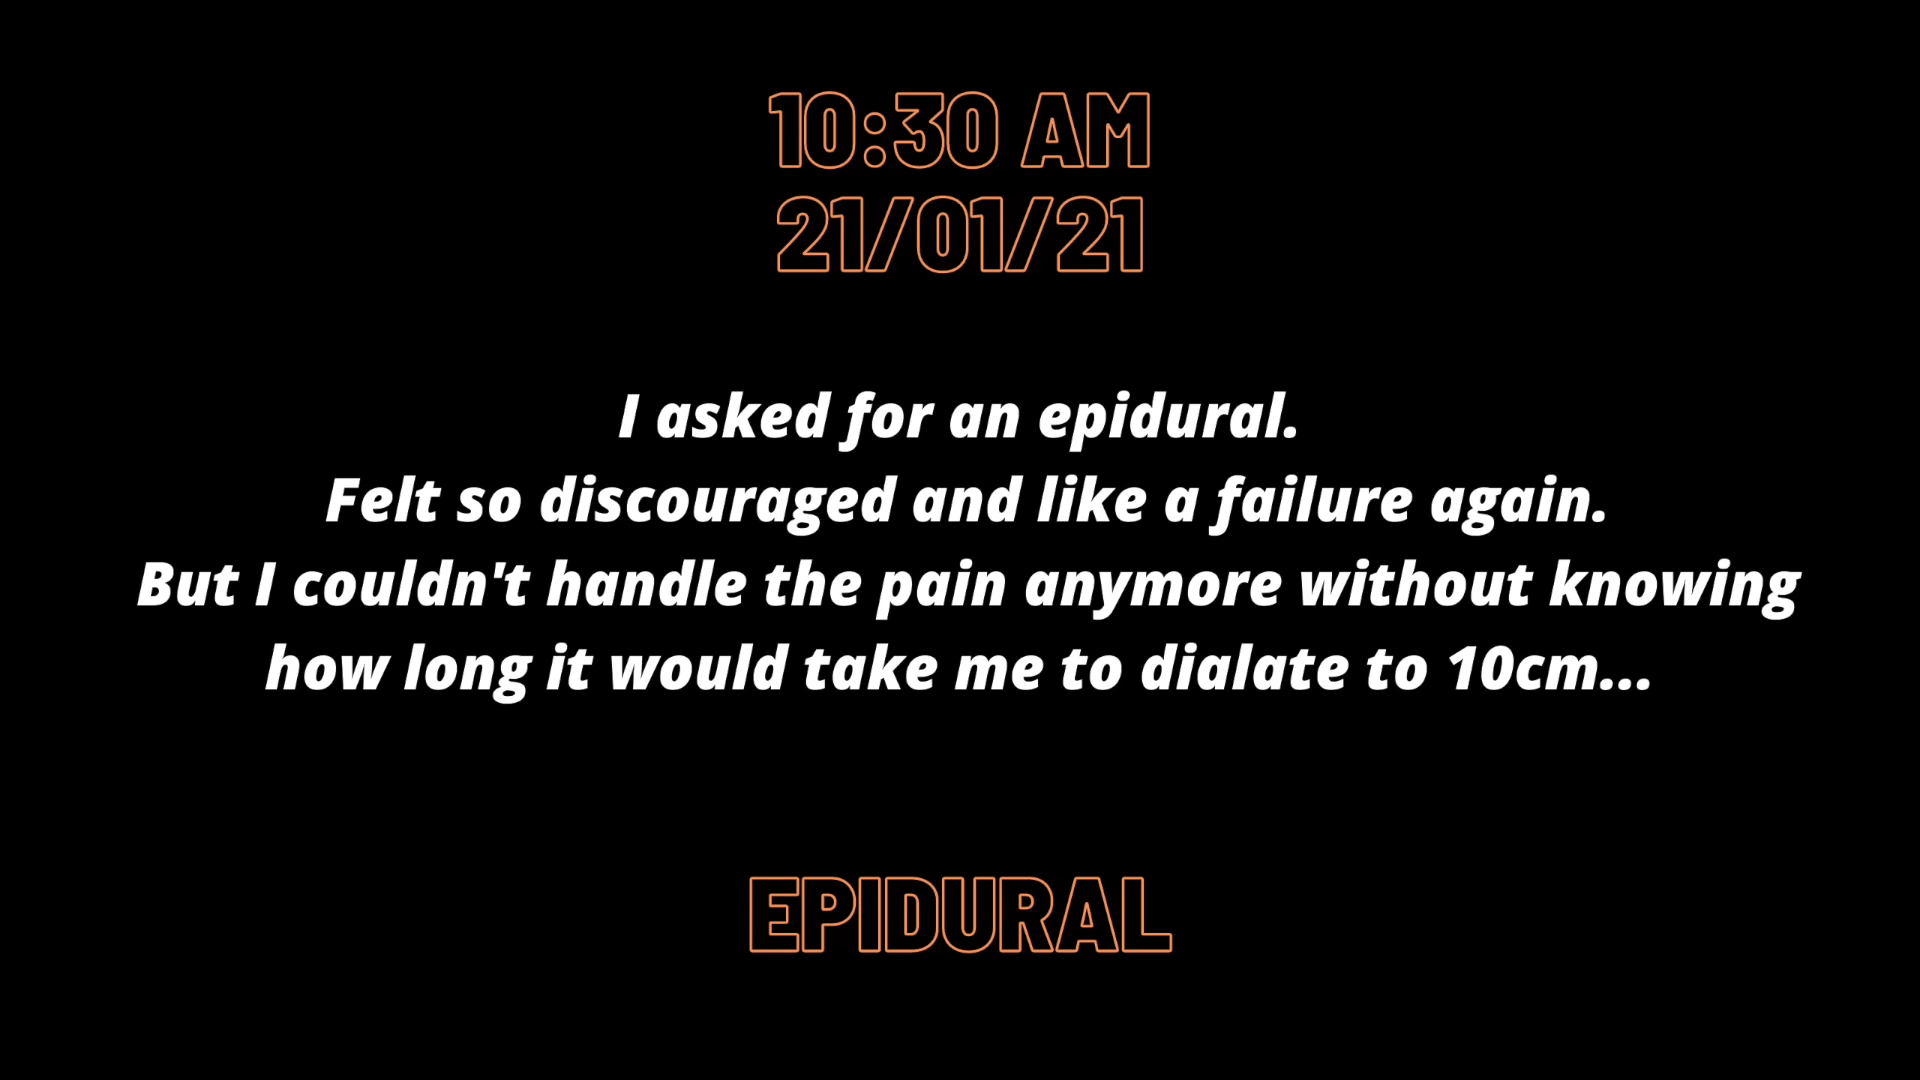 10:30 AM
21/01/21
I asked for an epidural.
Felt so discouraged and like a failure again.
But I couldn't handle the pain anymore without knowing
how long it would take me to dialate to 10cm...
EPIDURAL